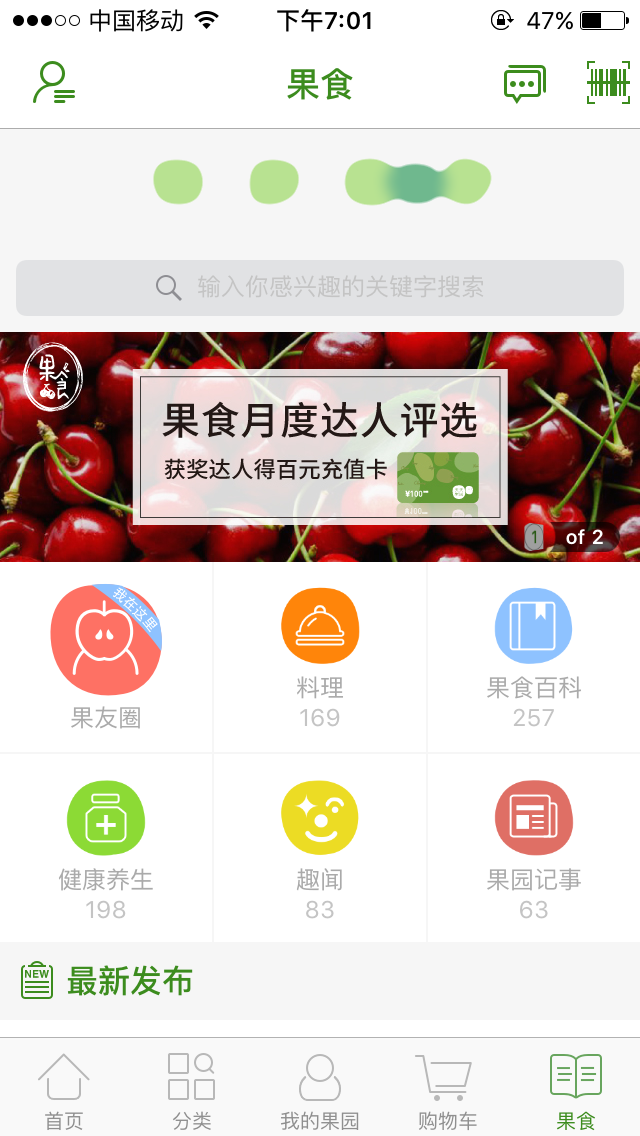 中国移动
下午7:01
47%
果食
输入你感兴趣的关键字搜索
果食
果食月度达人评选
获奖达人得百元充值卡
¥100
1 of 2
我在这里
果友圈
料理
169
果食百科
257
健康养生
198
趣闻
83
果园记事
63
NEW
最新发布
首页
分类
我的果园
购物车
果食